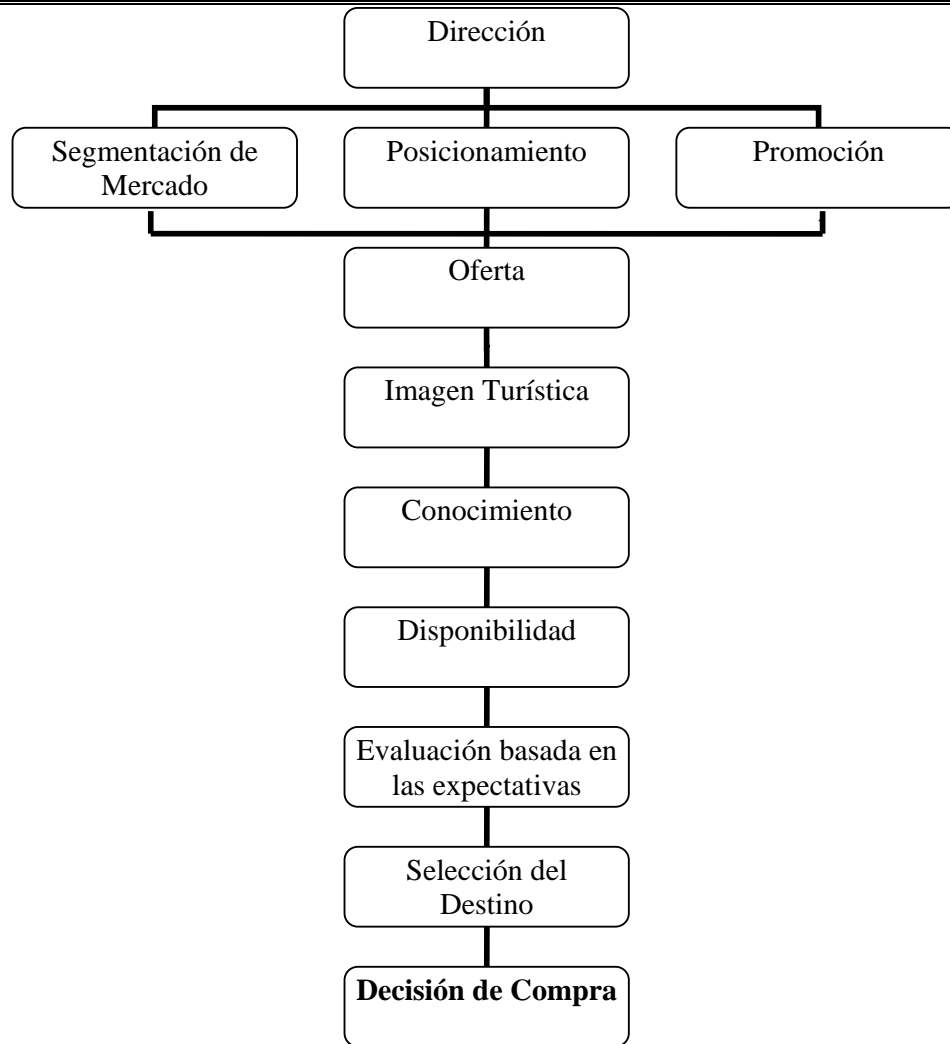 Dirección
Segmentación de
Mercado
Posicionamiento
Promoción
Oferta
Imagen Turística
Conocimiento
Disponibilidad
Evaluación basada en
las expectativas
Selección del
Destino
Decisión de Compra